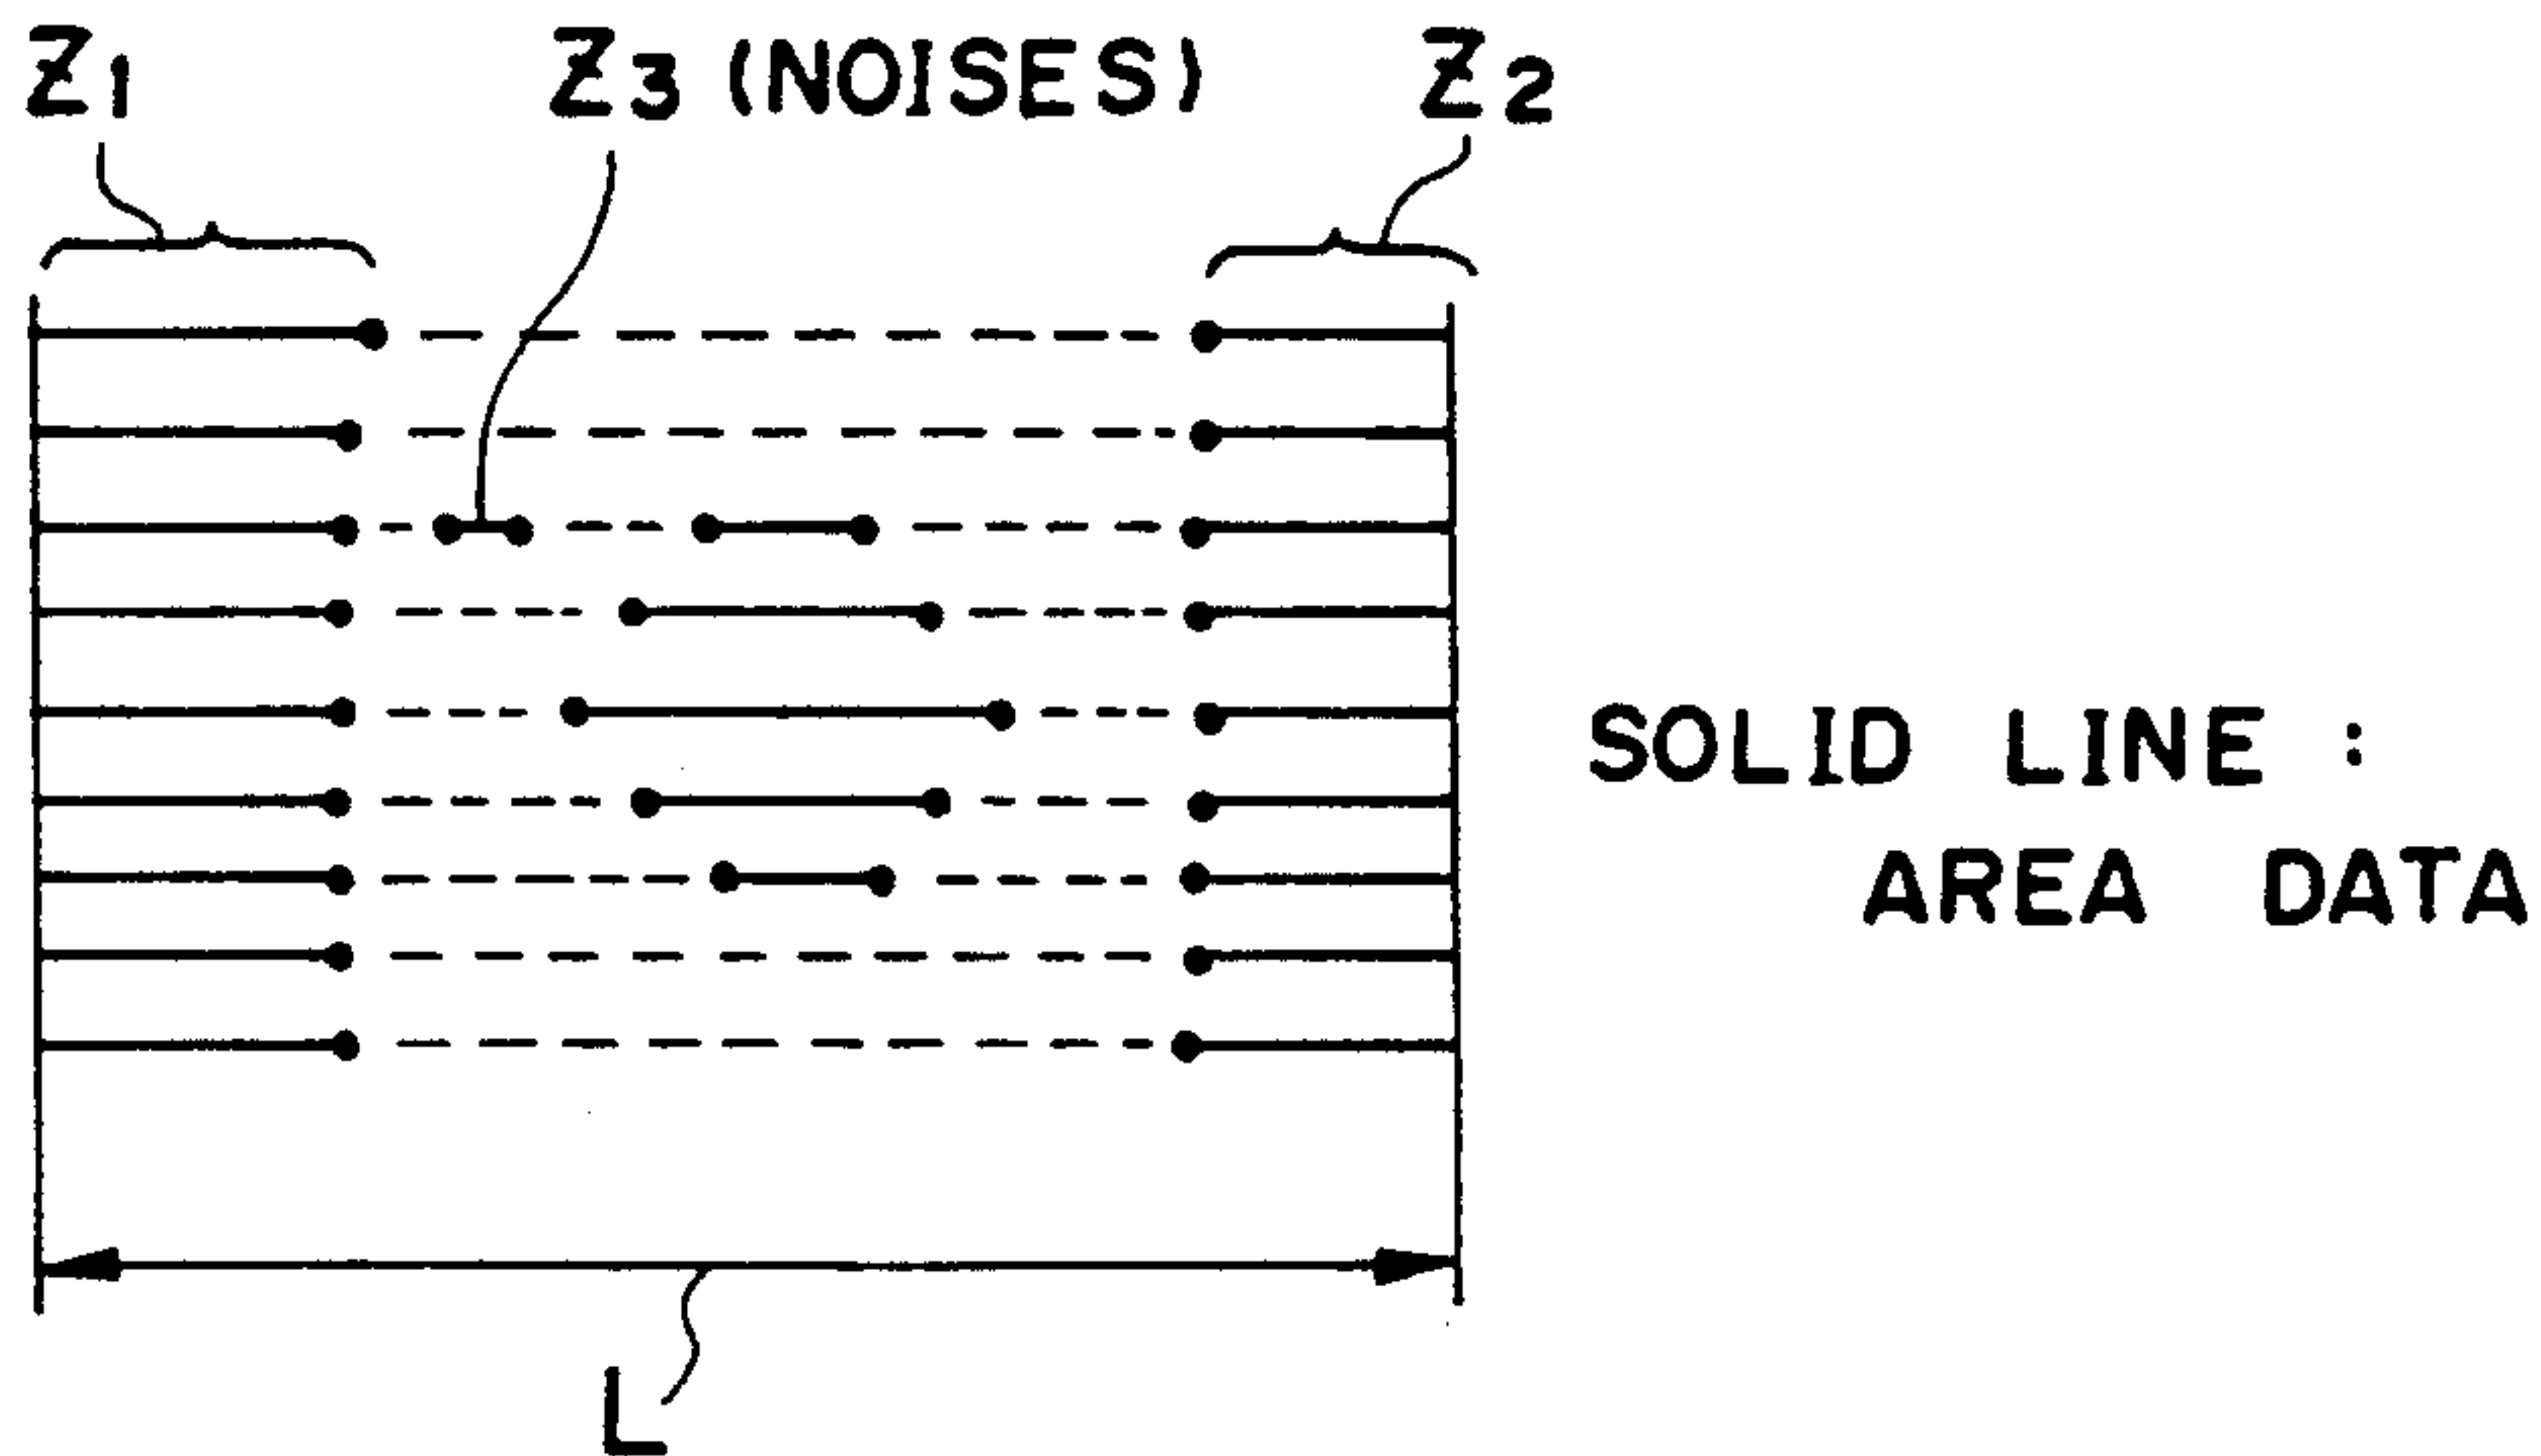 Z1
Z3 (NOISES)
Z2
SOLID LINE :
AREA DATA
L